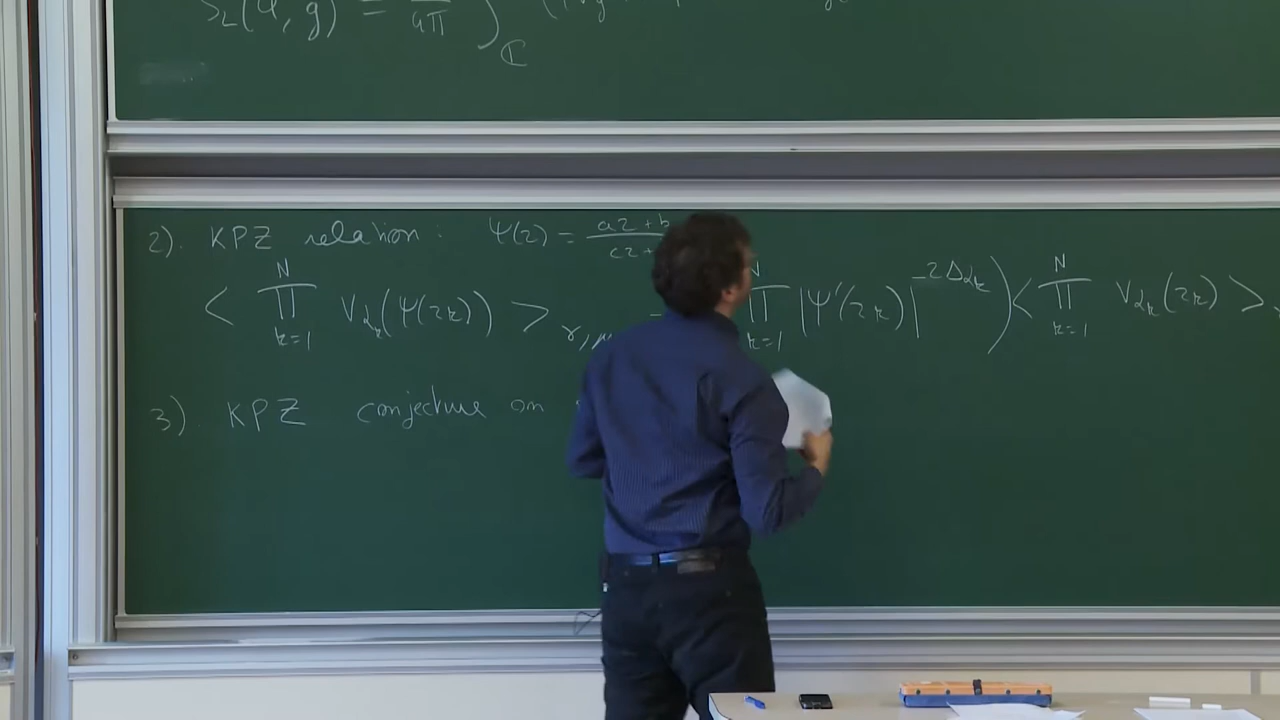 S_L(φ, g) = — / 4π ∫_ℂ
2). KPZ relation : Ψ(z) = az + b / cz +
< ∏_{k=1}^{N} V_{α_k}(Ψ(z_k)) >_{γ, μ} ∏_{k=1}^{N} |Ψ'(z_k)|^{-2Δ_{α_k}} ) < ∏_{k=1}^{N} V_{α_k}(z_k) >
3). KPZ conjecture on